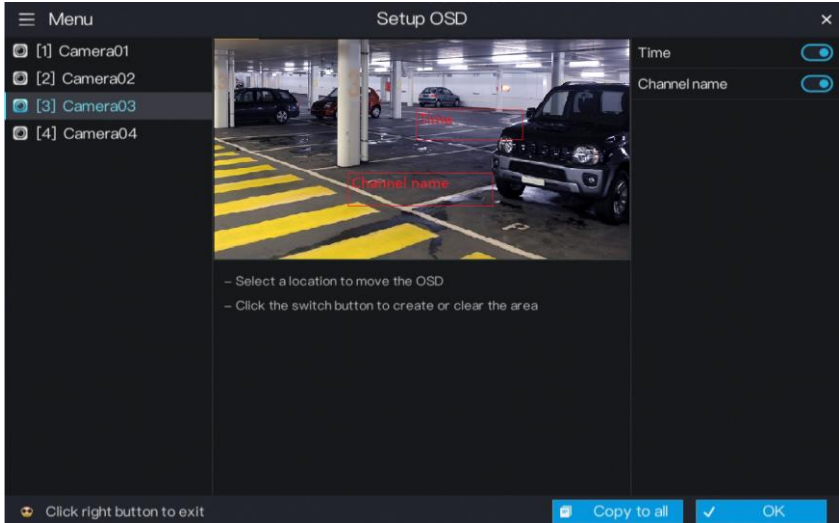 Menu
Setup OSD
[1] Camera01
[2] Camera02
[3] Camera03
[4] Camera04
Time
Channel name
Time
Channel name
– Select a location to move the OSD
– Click the switch button to create or clear the area
Click right button to exit
Copy to all
OK